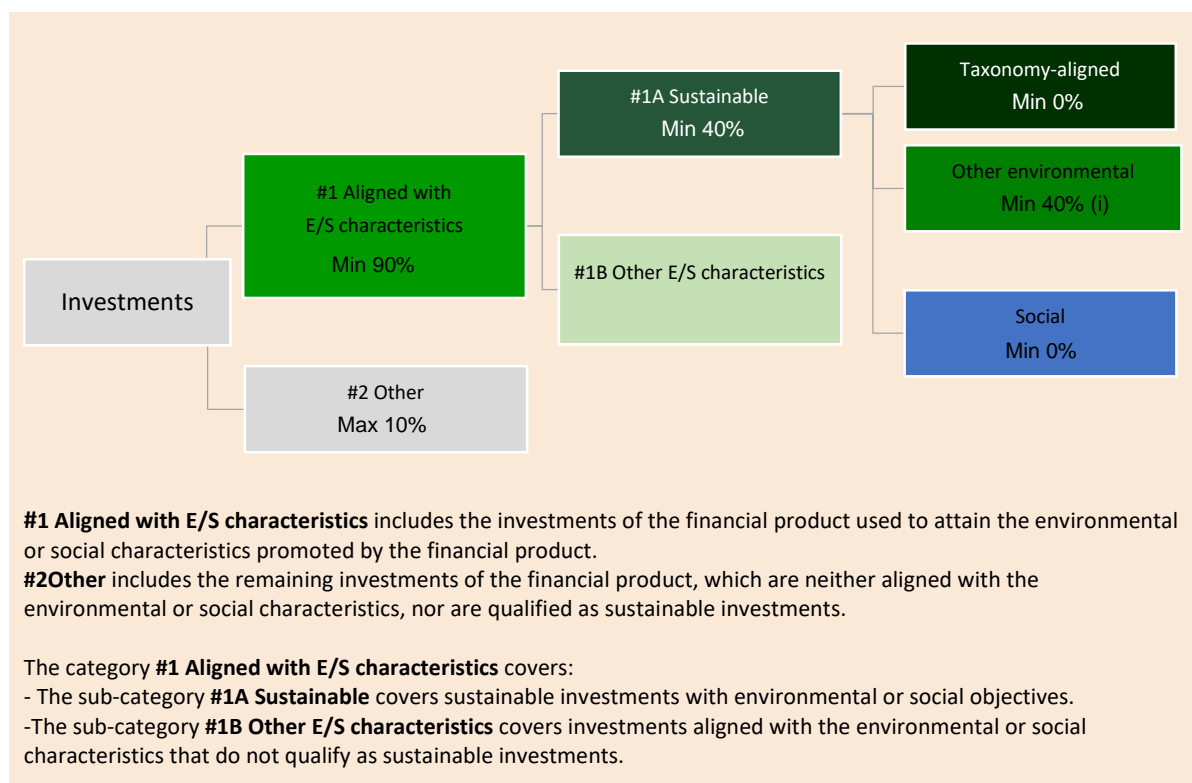 Investments
#1 Aligned with
E/S characteristics
Min 90%
#2 Other
Max 10%
#1A Sustainable
Min 40%
#1B Other E/S characteristics
Taxonomy-aligned
Min 0%
Other environmental
Min 40% (i)
Social
Min 0%
#1 Aligned with E/S characteristics includes the investments of the financial product used to attain the environmental
or social characteristics promoted by the financial product.
#2Other includes the remaining investments of the financial product, which are neither aligned with the
environmental or social characteristics, nor are qualified as sustainable investments.
The category #1 Aligned with E/S characteristics covers:
- The sub-category #1A Sustainable covers sustainable investments with environmental or social objectives.
-The sub-category #1B Other E/S characteristics covers investments aligned with the environmental or social
characteristics that do not qualify as sustainable investments.